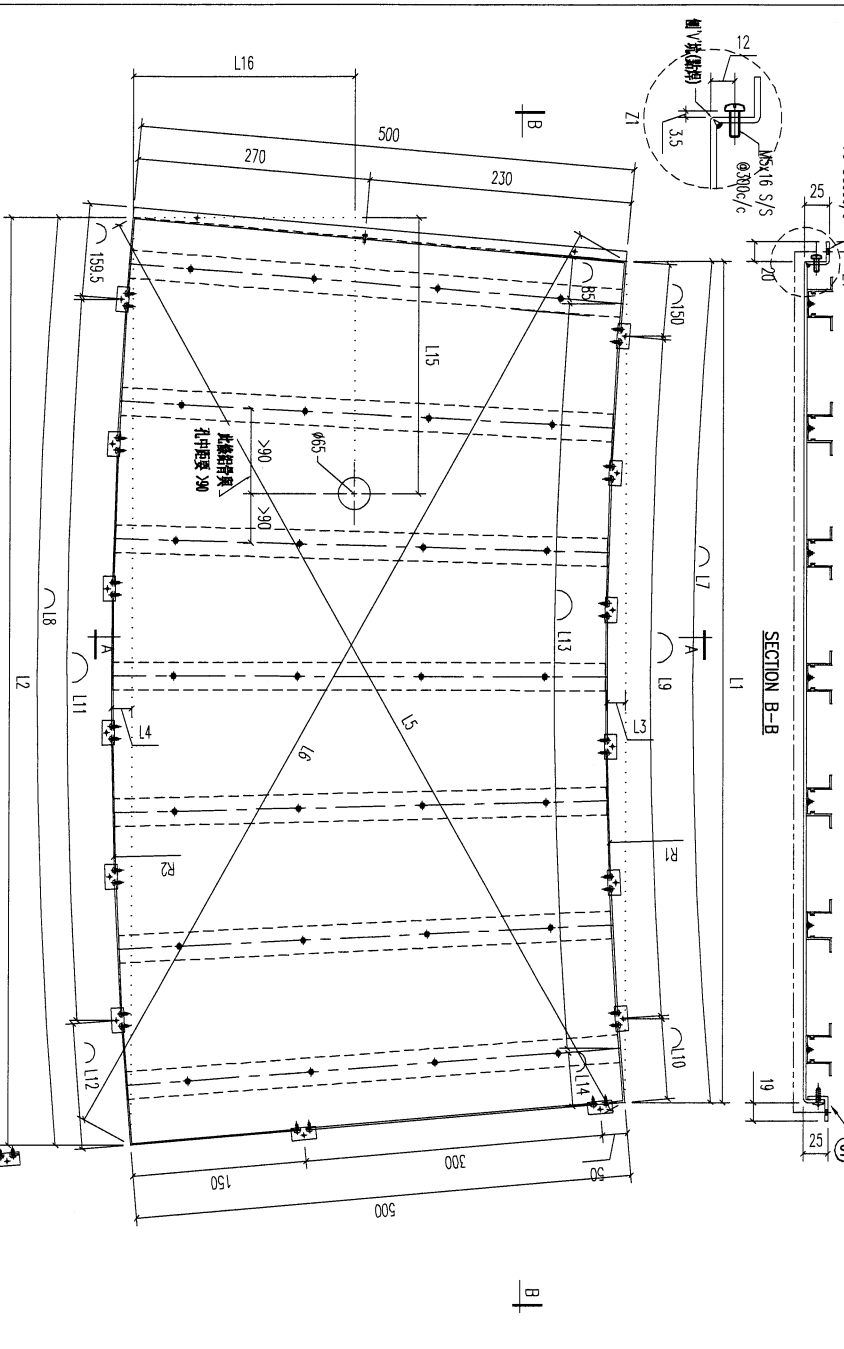 L16
500
270
230
B
12
3.5
Z1
M5x16 S/S
@300c/c
25
20
159.5
85
150
L15
Ø65
>90
>90
此條鋁骨與
孔中距要 >90
L13
L7
L9
L1
A
A
L8
L11
L2
L4
L3
L5
L6
SECTION B-B
R1
R2
L10
L12
L14
19
25
150
300
50
500
B